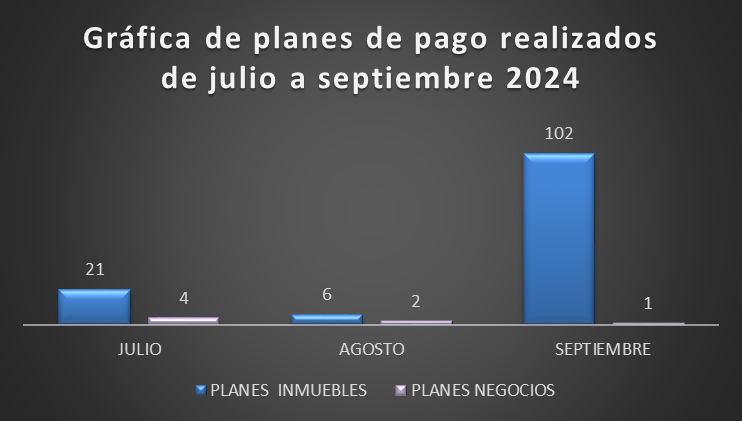 Gráfica de planes de pago realizados
de julio a septiembre 2024
102
21
4
6
2
1
JULIO
AGOSTO
SEPTIEMBRE
PLANES INMUEBLES
PLANES NEGOCIOS